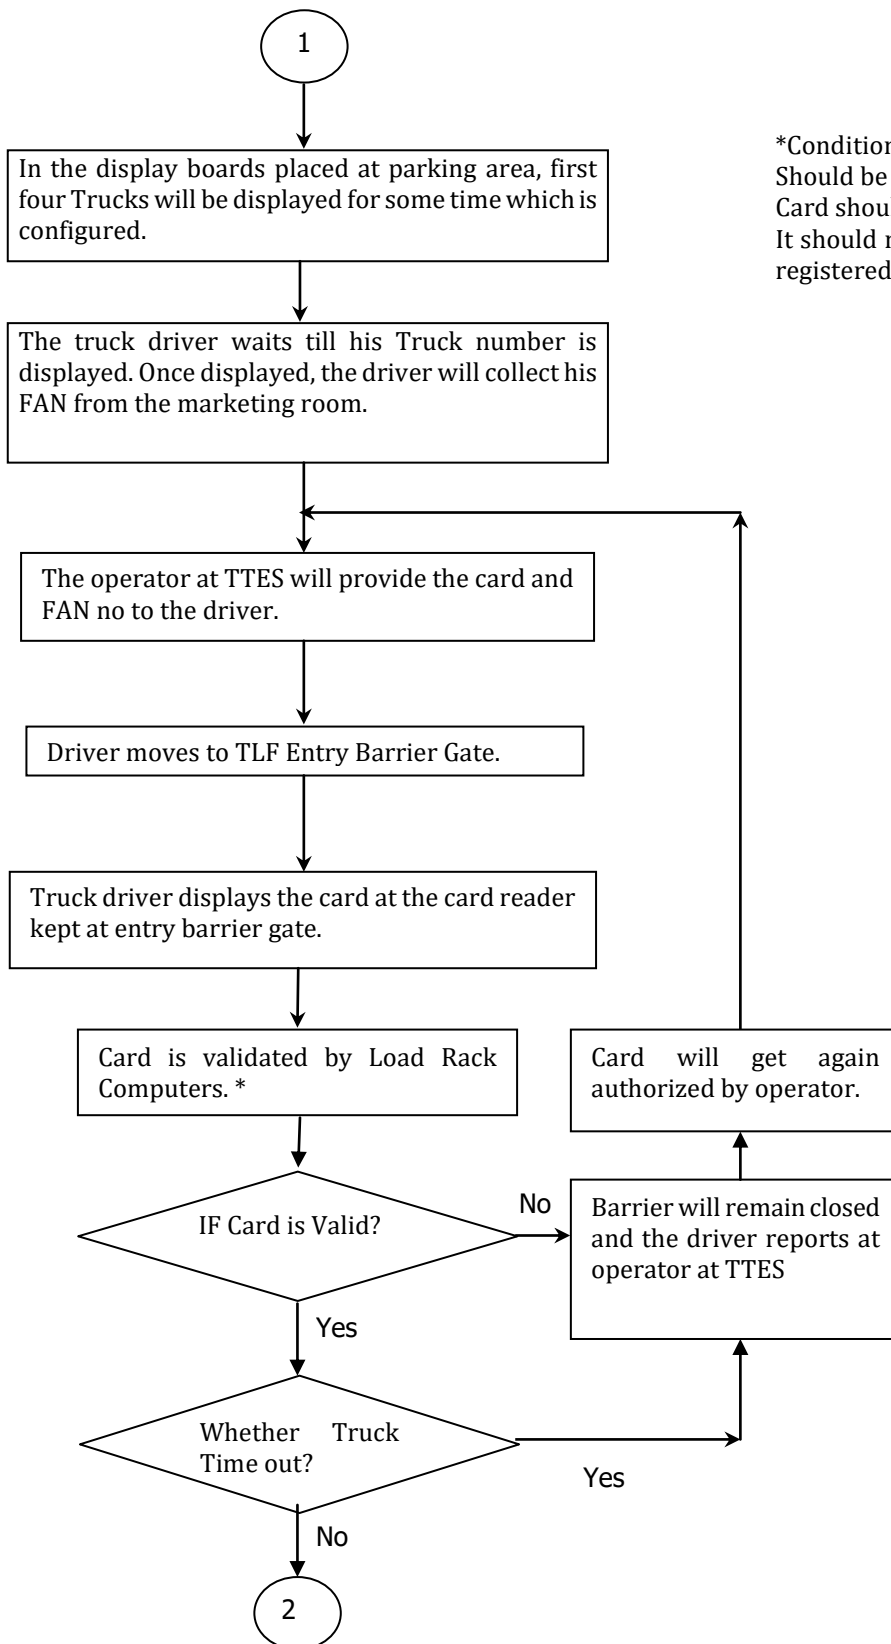 1
In the display boards placed at parking area, first
four Trucks will be displayed for some time which is
configured.
*Condition
Should be
Card shou
It should
registered
The truck driver waits till his Truck number is
displayed. Once displayed, the driver will collect his
FAN from the marketing room.
The operator at TTES will provide the card and
FAN no to the driver.
Driver moves to TLF Entry Barrier Gate.
Truck driver displays the card at the card reader
kept at entry barrier gate.
Card is validated by Load Rack
Computers. *
Card will get again
authorized by operator.
IF Card is Valid?
No
Barrier will remain closed
and the driver reports at
operator at TTES
Yes
Whether Truck
Time out?
Yes
No
2